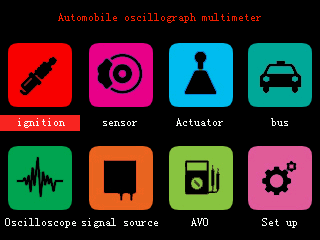 Automobile oscillograph multimeter
ignition sensor Actuator bus
Oscilloscope signal source AVO Set up